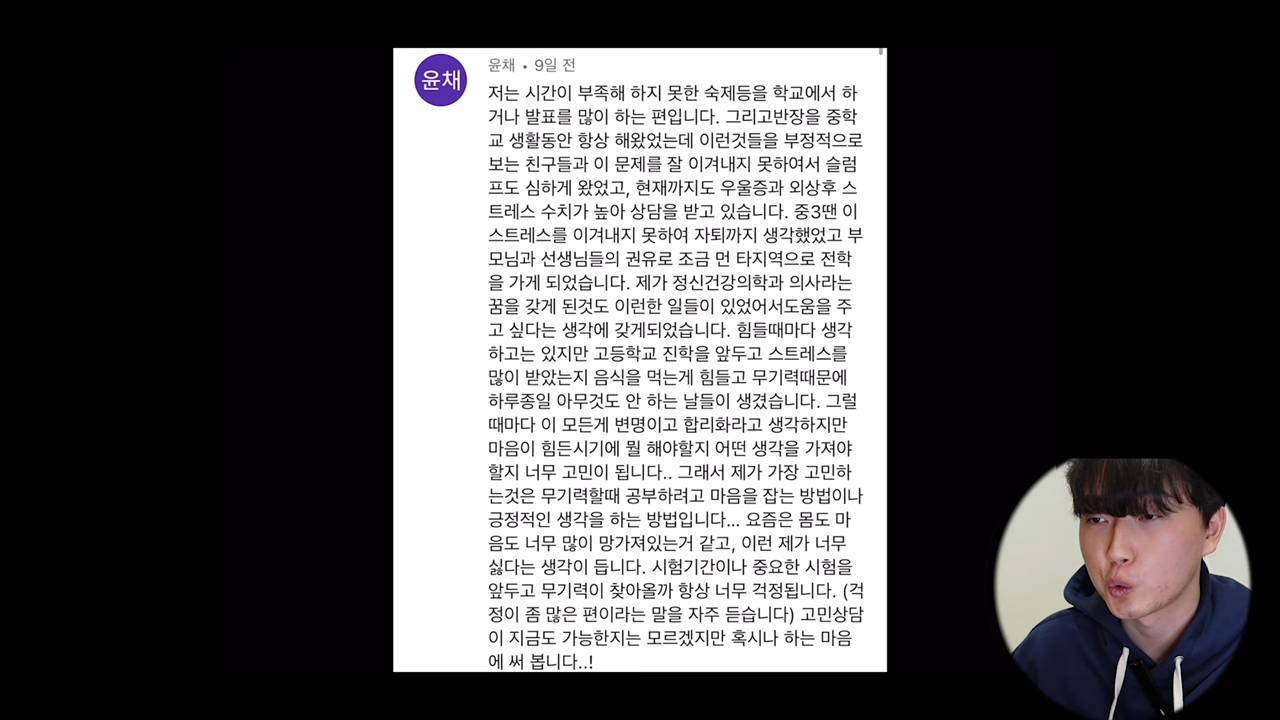 윤채
윤채 • 9일 전
저는 시간이 부족해 하지 못한 숙제등을 학교에서 하
거나 발표를 많이 하는 편입니다. 그리고반장을 중학
교 생활동안 항상 해왔었는데 이런것들을 부정적으로
보는 친구들과 이 문제를 잘 이겨내지 못하여서 슬럼
프도 심하게 왔었고, 현재까지도 우울증과 외상후 스
트레스 수치가 높아 상담을 받고 있습니다. 중3땐 이
스트레스를 이겨내지 못하여 자퇴까지 생각했었고 부
모님과 선생님들의 권유로 조금 먼 타지역으로 전학
을 가게 되었습니다. 제가 정신건강의학과 의사라는
꿈을 갖게 된것도 이러한 일들이 있었어서도움을 주
고 싶다는 생각에 갖게되었습니다. 힘들때마다 생각
하고는 있지만 고등학교 진학을 앞두고 스트레스를
많이 받았는지 음식을 먹는게 힘들고 무기력때문에
하루종일 아무것도 안 하는 날들이 생겼습니다. 그럴
때마다 이 모든게 변명이고 합리화라고 생각하지만
마음이 힘든시기에 뭘 해야할지 어떤 생각을 가져야
할지 너무 고민이 됩니다.. 그래서 제가 가장 고민하
는것은 무기력할때 공부하려고 마음을 잡는 방법이나
긍정적인 생각을 하는 방법입니다... 요즘은 몸도 마
음도 너무 많이 망가져있는거 같고, 이런 제가 너무
싫다는 생각이 듭니다. 시험기간이나 중요한 시험을
앞두고 무기력이 찾아올까 항상 너무 걱정됩니다. (걱
정이 좀 많은 편이라는 말을 자주 듣습니다) 고민상담
이 지금도 가능한지는 모르겠지만 혹시나 하는 마음
에 써 봅니다..!